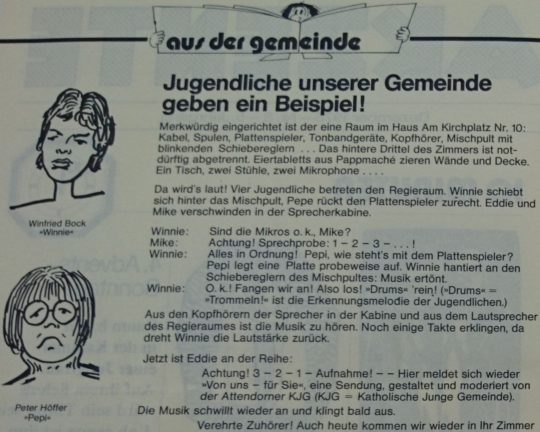 aus der gemeinde
Jugendliche unserer Gemeinde
geben ein Beispiel!
Merkwürdig eingerichtet ist der eine Raum im Haus Am Kirchplatz Nr. 10:
Kabel, Spulen, Plattenspieler, Tonbandgeräte, Kopfhörer, Mischpult mit
blinkenden Schiebereglern . . . Das hintere Drittel des Zimmers ist not-
dürftig abgetrennt. Eiertabletts aus Pappmaché zieren Wände und Decke.
Ein Tisch, zwei Stühle, zwei Mikrophone . . . .
Da wird's laut! Vier Jugendliche betreten den Regieraum. Winnie schiebt
sich hinter das Mischpult, Pepe rückt den Plattenspieler zurecht. Eddie und
Mike verschwinden in der Sprecherkabine.
Winnie: Sind die Mikros o. k., Mike?
Mike: Achtung! Sprechprobe: 1 – 2 – 3 – . . . !
Winnie: Alles in Ordnung! Pepi, wie steht's mit dem Plattenspieler?
Pepi legt eine Platte probeweise auf. Winnie hantiert an den
Schiebereglern des Mischpultes: Musik ertönt.
Winnie: O. k.! Fangen wir an! Also los! »Drums« 'rein! (»Drums« =
»Trommeln!« ist die Erkennungsmelodie der Jugendlichen.)
Aus den Kopfhörern der Sprecher in der Kabine und aus dem Lautsprecher
des Regieraumes ist die Musik zu hören. Noch einige Takte erklingen, da
dreht Winnie die Lautstärke zurück.
Jetzt ist Eddie an der Reihe:
Achtung! 3 – 2 – 1 – Aufnahme! – – Hier meldet sich wieder
»Von uns – für Sie«, eine Sendung, gestaltet und moderiert von
der Attendorner KJG (KJG = Katholische Junge Gemeinde).
Die Musik schwillt wieder an und klingt bald aus.
Verehrte Zuhörer! Auch heute kommen wir wieder in Ihr Zimmer
Winfried Bock
»Winnie«
Peter Höffer
»Pepi«